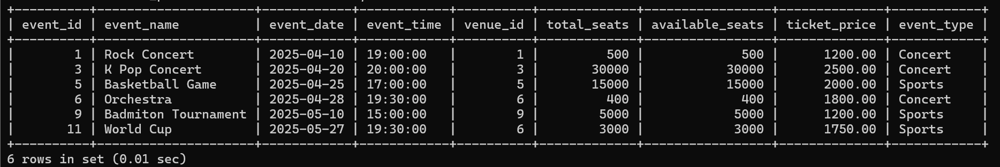 +----------+---------------------+------------+------------+----------+-------------+-----------------+--------------+------------+
| event_id | event_name          | event_date | event_time | venue_id | total_seats | available_seats | ticket_price | event_type |
+----------+---------------------+------------+------------+----------+-------------+-----------------+--------------+------------+
|        1 | Rock Concert        | 2025-04-10 | 19:00:00   |        1 |         500 |             500 |      1200.00 | Concert    |
|        3 | K Pop Concert       | 2025-04-20 | 20:00:00   |        3 |       30000 |           30000 |      2500.00 | Concert    |
|        5 | Basketball Game     | 2025-04-25 | 17:00:00   |        5 |       15000 |           15000 |      2000.00 | Sports     |
|        6 | Orchestra           | 2025-04-28 | 19:30:00   |        6 |         400 |             400 |      1800.00 | Concert    |
|        9 | Badmiton Tournament | 2025-05-10 | 15:00:00   |        9 |        5000 |            5000 |      1200.00 | Sports     |
|       11 | World Cup           | 2025-05-27 | 19:30:00   |        6 |        3000 |            3000 |      1750.00 | Sports     |
+----------+---------------------+------------+------------+----------+-------------+-----------------+--------------+------------+
6 rows in set (0.01 sec)